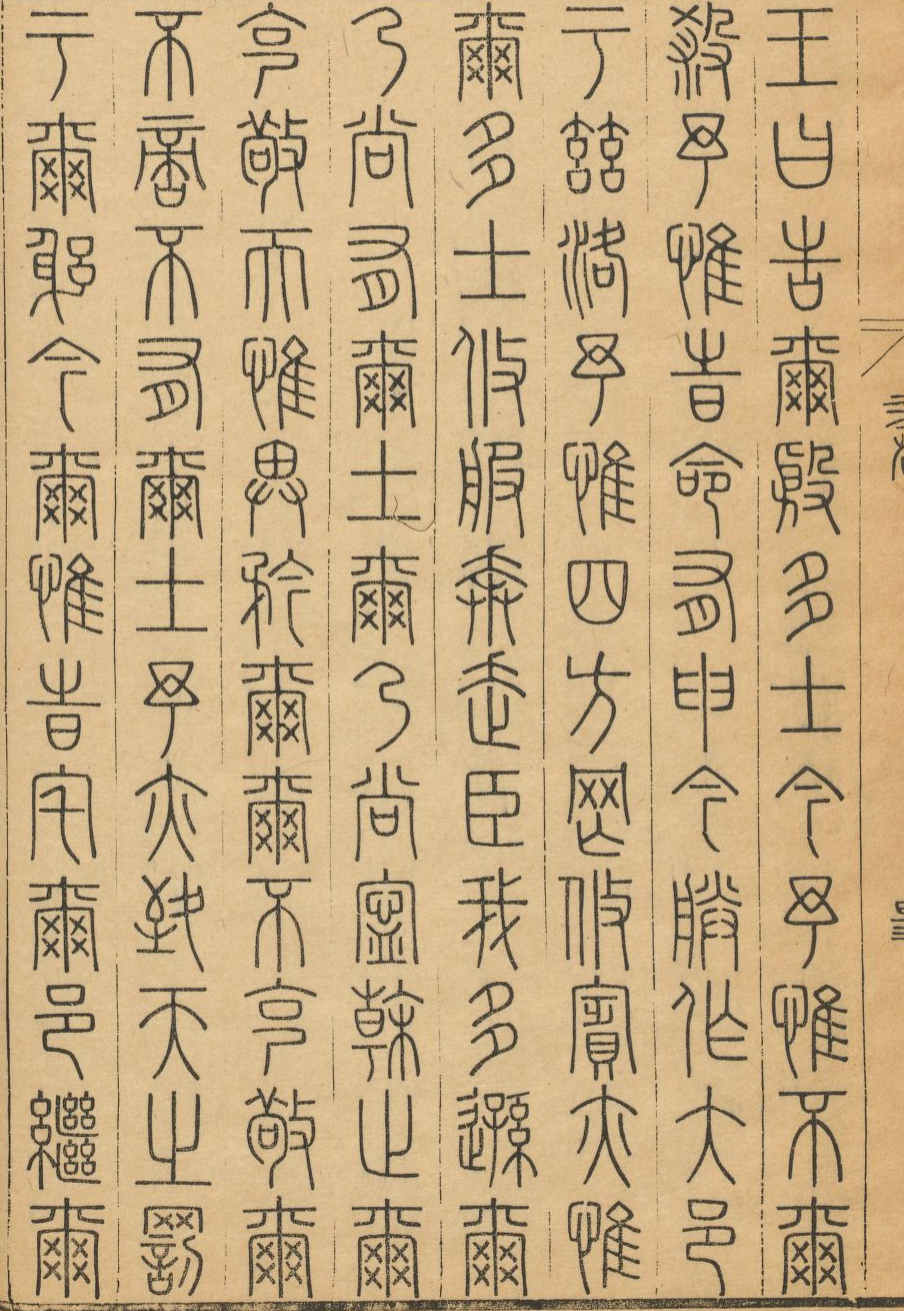 王曰告爾殷多士今予惟不爾
殺予惟時命有申今朕作大邑
于茲洛予惟四方罔攸賓亦惟
爾多士攸服奔走臣我多遜爾
乃尚有爾土爾乃尚寧幹止爾
克敬天惟畀矜爾爾不克敬爾
不啻不有爾土予亦致天之罰
于爾躬今爾惟時宅爾邑繼爾